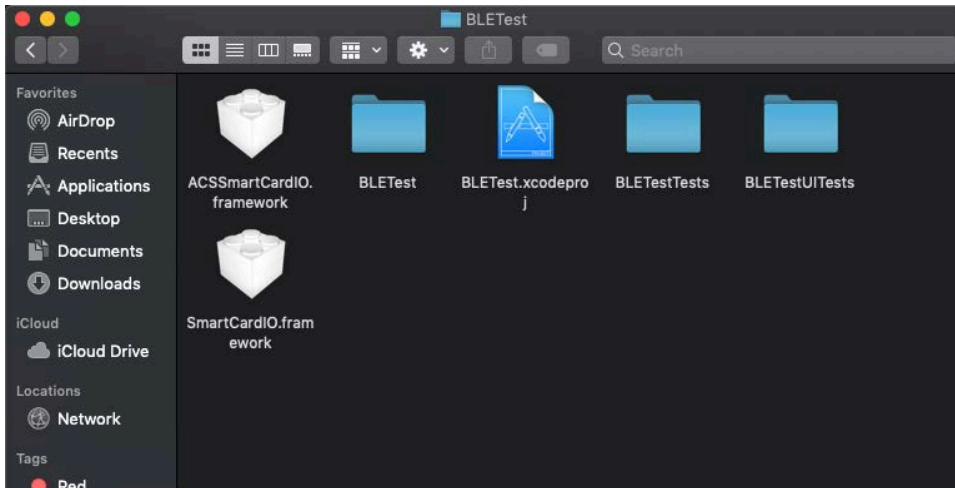 BLETest
Search
Favorites
AirDrop
Recents
Applications
Desktop
Documents
Downloads
iCloud
iCloud Drive
Locations
Network
Tags
Red
ACSSmartCardIO.
framework
BLETest
BLETest.xcodepro
j
BLETestTests
BLETestUITests
SmartCardIO.fram
ework